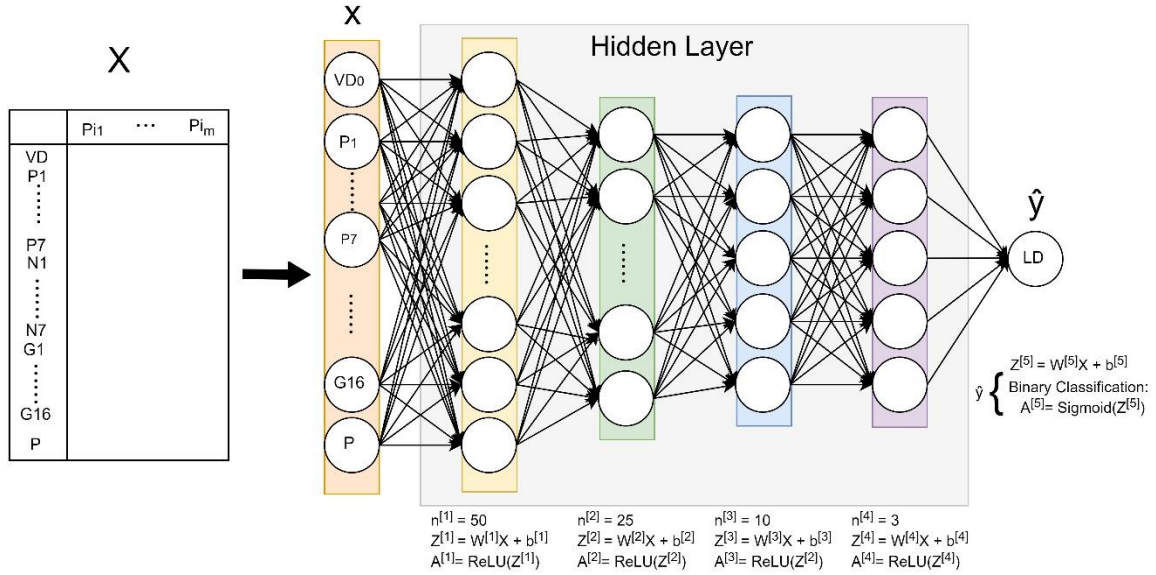 X
Pi₁ ··· Piₘ
VD
P1
P7
N1
N7
G1
G16
P
x
VD₀
P1
P7
G16
P
Hidden Layer
ŷ
LD
Z[5] = W[5]X + b[5]
ŷ { Binary Classification:
A[5]= Sigmoid(Z[5])
n[1] = 50
Z[1] = W[1]X + b[1]
A[1]= ReLU(Z[1])
n[2] = 25
Z[2] = W[2]X + b[2]
A[2]= ReLU(Z[2])
n[3] = 10
Z[3] = W[3]X + b[3]
A[3]= ReLU(Z[2])
n[4] = 3
Z[4] = W[4]X + b[4]
A[4]= ReLU(Z[4])